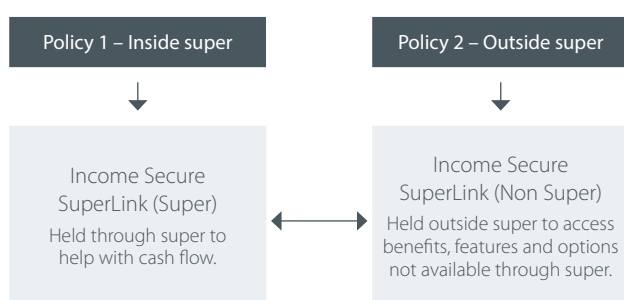 Policy 1 – Inside super
Policy 2 – Outside super
Income Secure
SuperLink (Super)
Held through super to
help with cash flow.
Income Secure
SuperLink (Non Super)
Held outside super to access
benefits, features and options
not available through super.